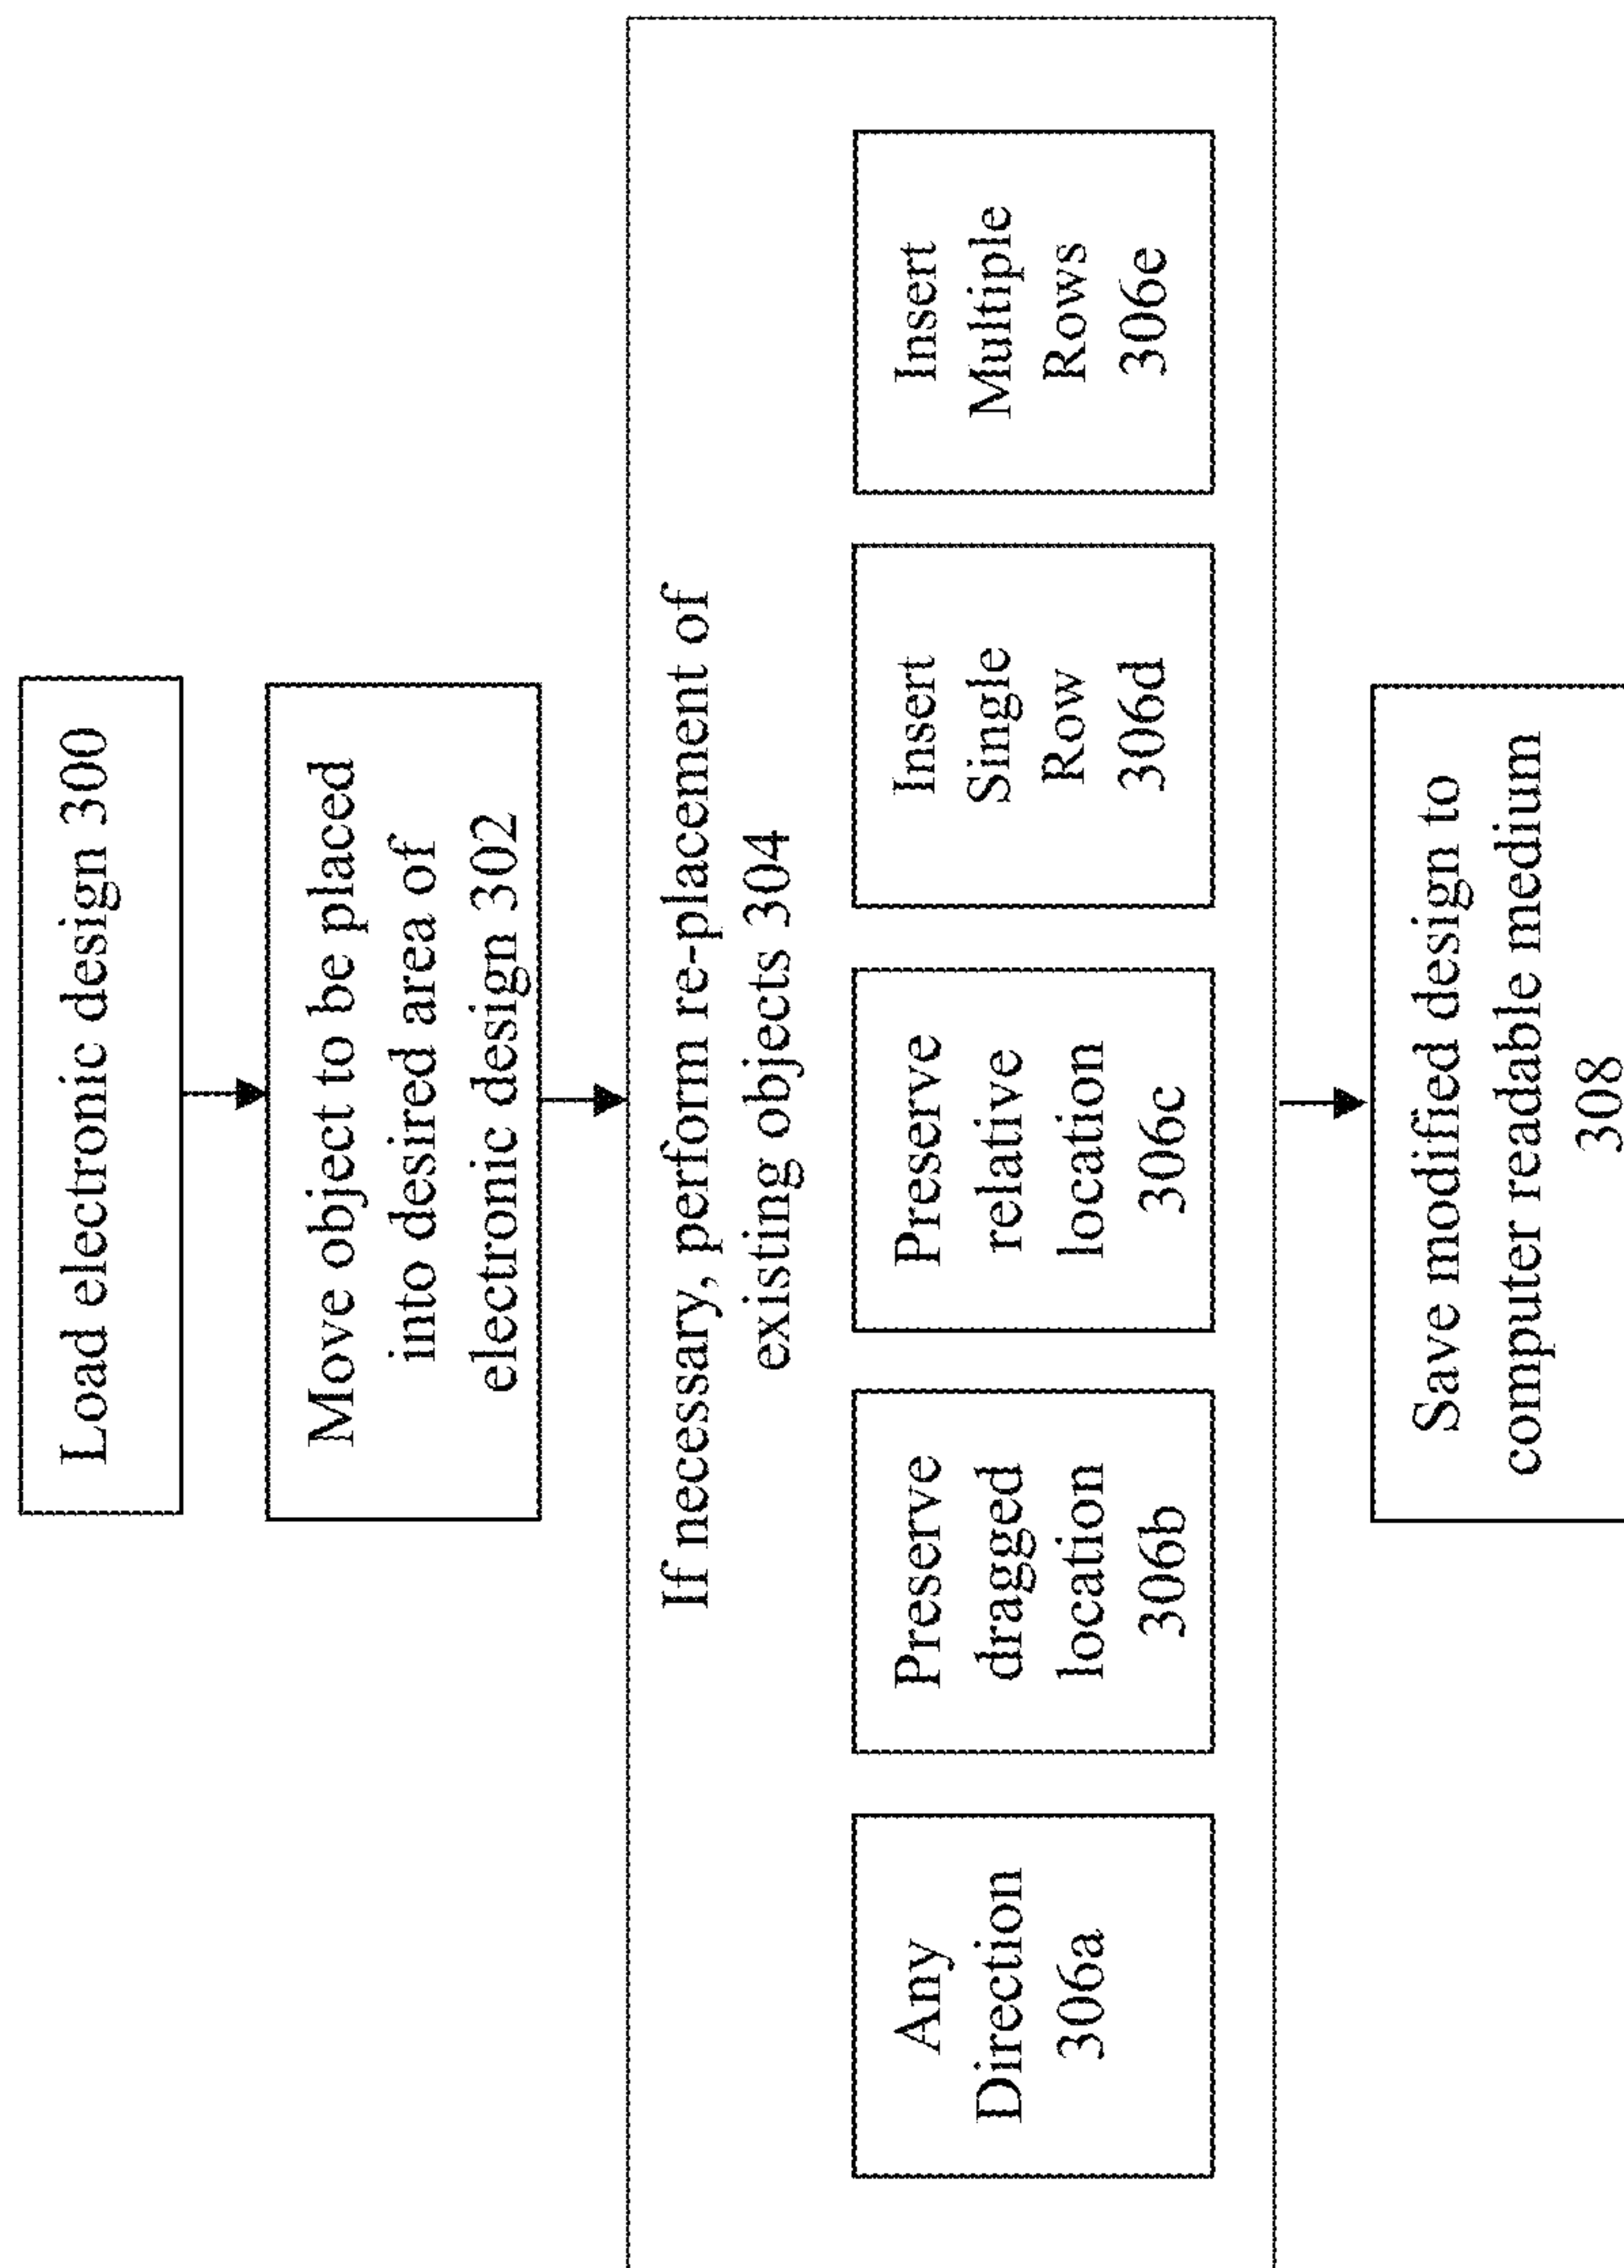 Load electronic design 300
Move object to be placed
into desired area of
electronic design 302
If necessary, perform re-placement of
existing objects 304
Any
Direction
306a
Preserve
dragged
location
306b
Preserve
relative
location
306c
Insert
Single
Row
306d
Insert
Multiple
Rows
306e
Save modified design to
computer readable medium
308